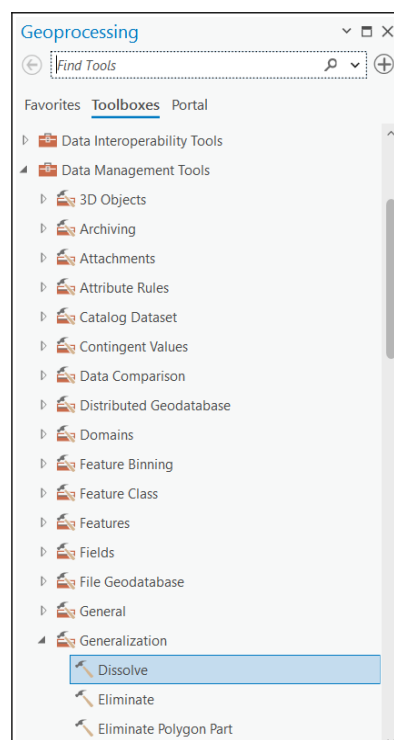 Geoprocessing
Find Tools
Favorites Toolboxes Portal
Data Interoperability Tools
Data Management Tools
3D Objects
Archiving
Attachments
Attribute Rules
Catalog Dataset
Contingent Values
Data Comparison
Distributed Geodatabase
Domains
Feature Binning
Feature Class
Features
Fields
File Geodatabase
General
Generalization
Dissolve
Eliminate
Eliminate Polygon Part